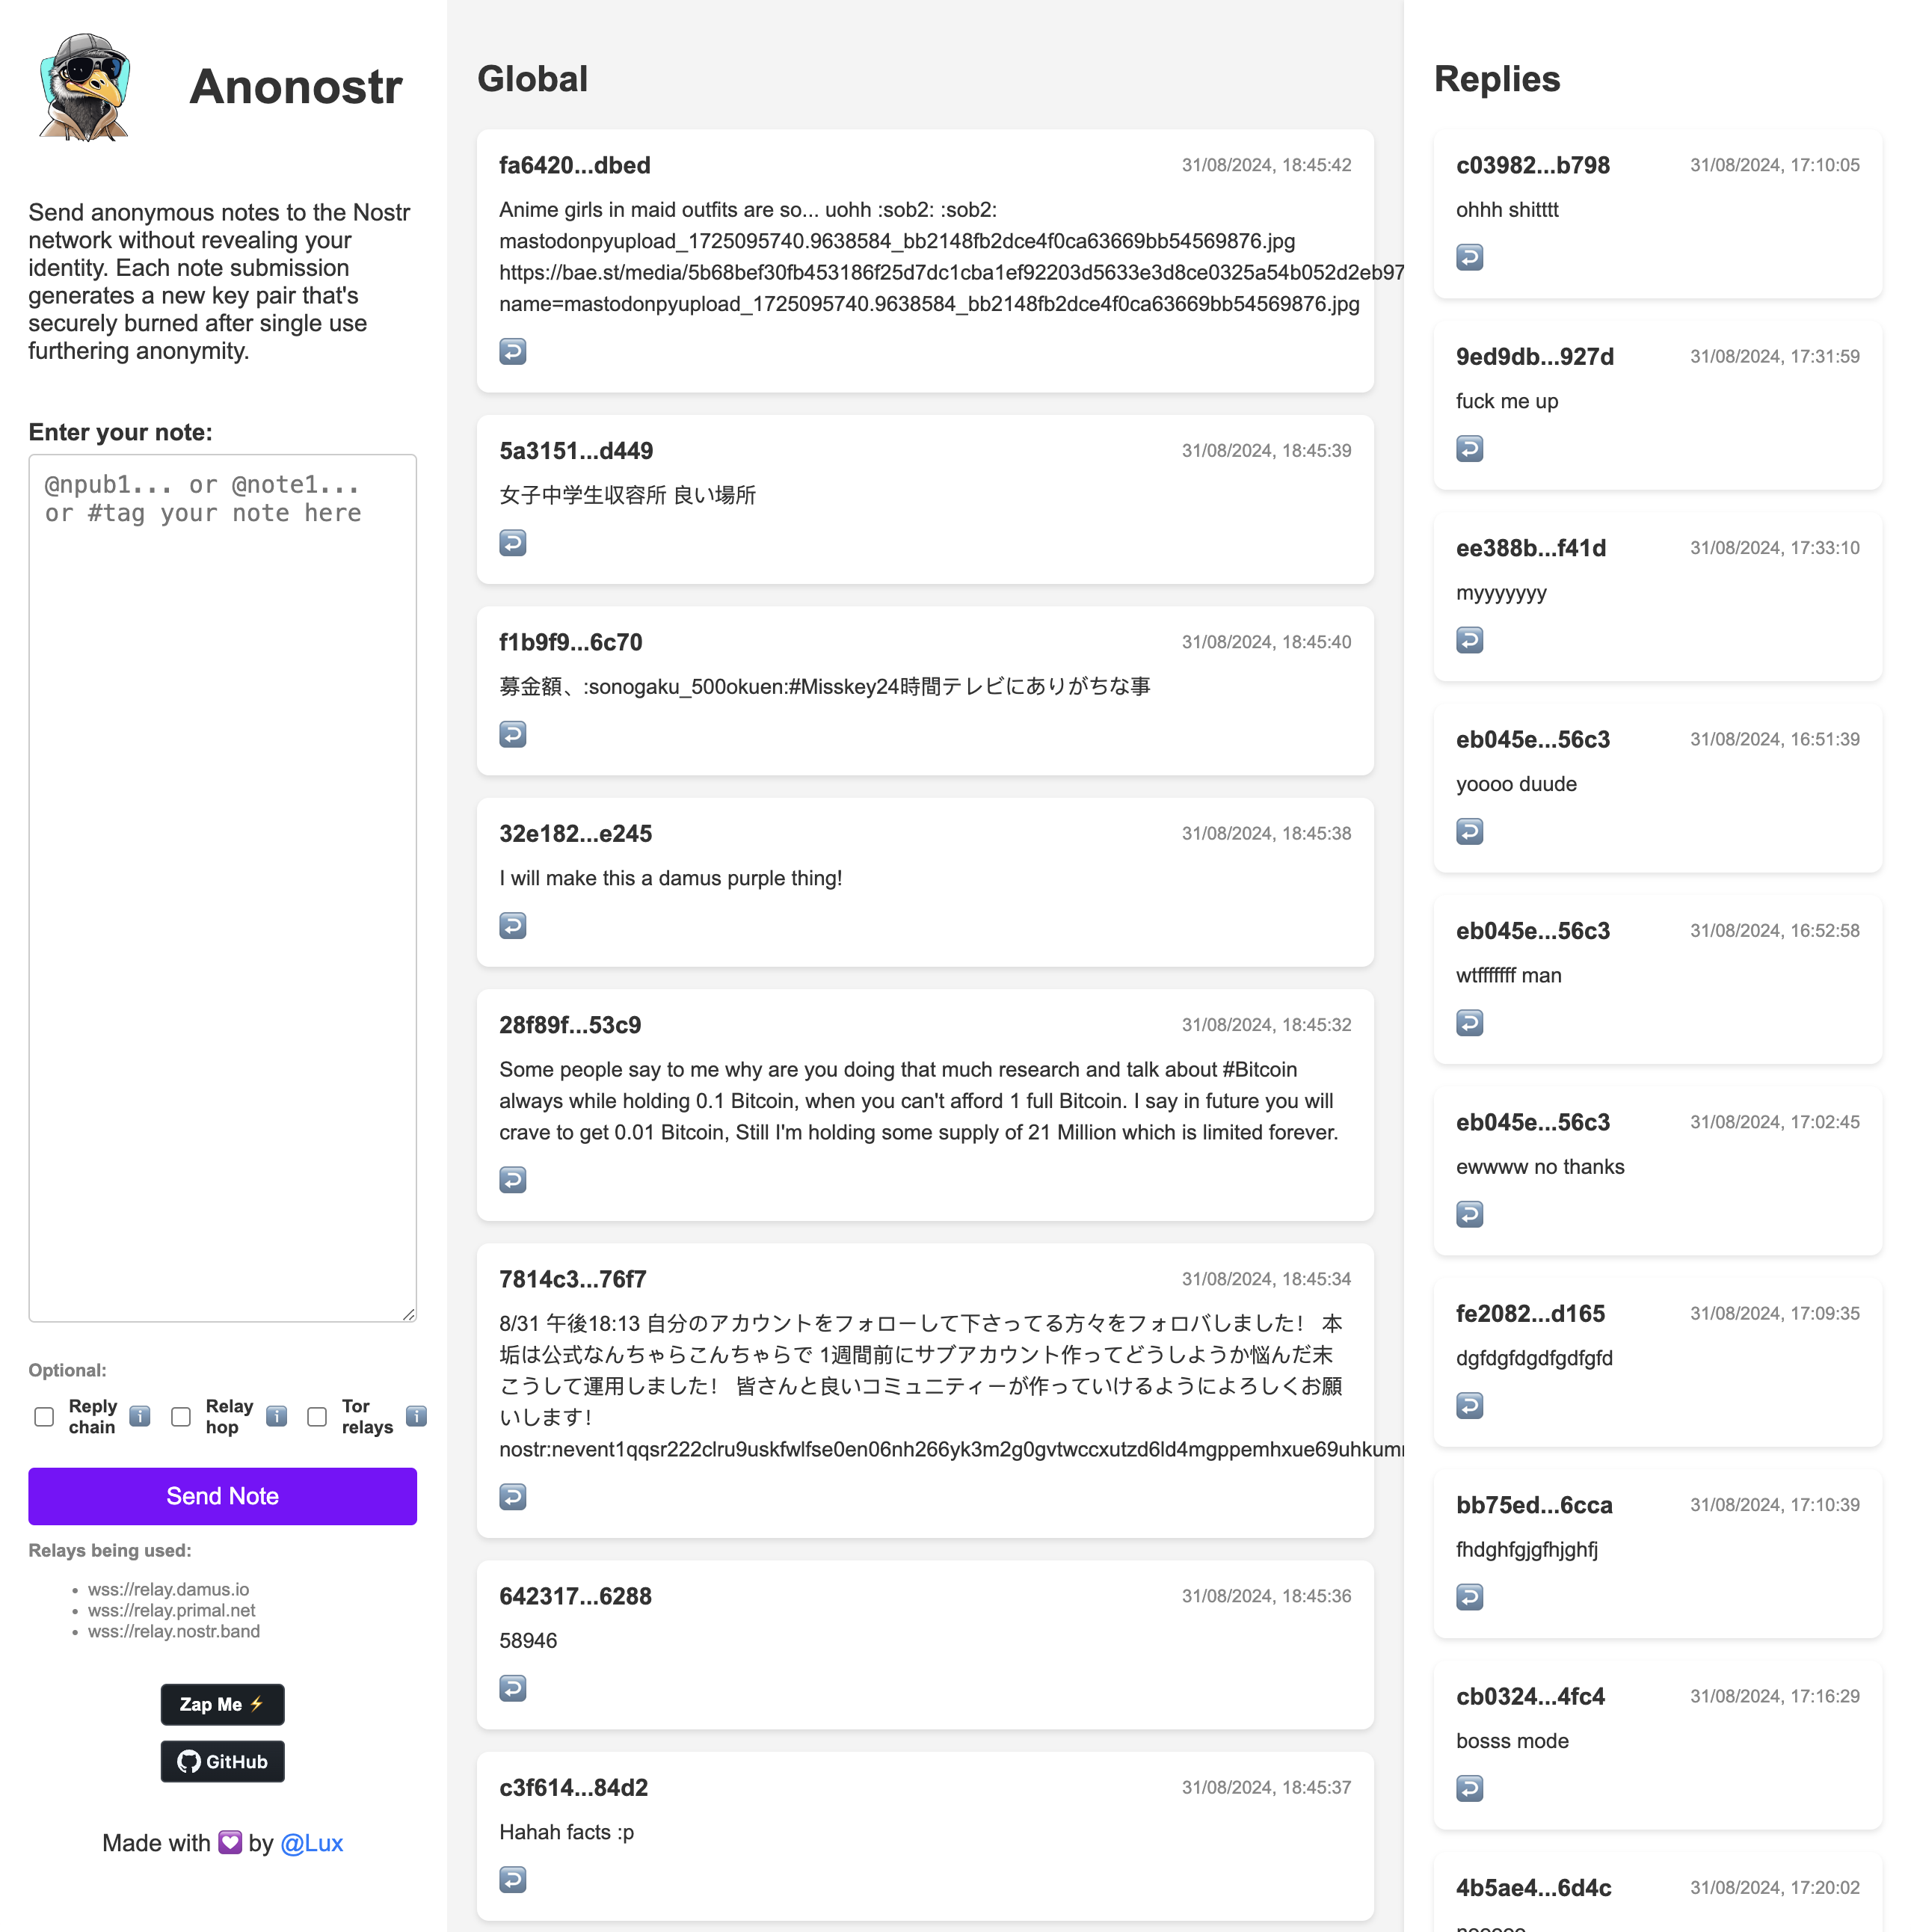 Anonostr
Send anonymous notes to the Nostr
network without revealing your
identity. Each note submission
generates a new key pair that's
securely burned after single use
furthering anonymity.
Enter your note:
@npub1... or @note1...
or #tag your note here
Optional:
Reply
chain
Relay
hop
Tor
relays
Send Note
Relays being used:
wss://relay.damus.io
wss://relay.primal.net
wss://relay.nostr.band
Zap Me ⚡
GitHub
Made with 💟 by @Lux
Global
fa6420...dbed 31/08/2024, 18:45:42
Anime girls in maid outfits are so... uohh :sob2: :sob2:
mastodonpyupload_1725095740.9638584_bb2148fb2dce4f0ca63669bb54569876.jpg
https://bae.st/media/5b68bef30fb453186f25d7dc1cba1ef92203d5633e3d8ce0325a54b052d2eb97
name=mastodonpyupload_1725095740.9638584_bb2148fb2dce4f0ca63669bb54569876.jpg
5a3151...d449 31/08/2024, 18:45:39
女子中学生収容所 良い場所
f1b9f9...6c70 31/08/2024, 18:45:40
募金額、:sonogaku_500okuen:#Misskey24時間テレビにありがちな事
32e182...e245 31/08/2024, 18:45:38
I will make this a damus purple thing!
28f89f...53c9 31/08/2024, 18:45:32
Some people say to me why are you doing that much research and talk about #Bitcoin
always while holding 0.1 Bitcoin, when you can't afford 1 full Bitcoin. I say in future you will
crave to get 0.01 Bitcoin, Still I'm holding some supply of 21 Million which is limited forever.
7814c3...76f7 31/08/2024, 18:45:34
8/31 午後18:13 自分のアカウントをフォローして下さってる方々をフォロバしました！ 本
垢は公式なんちゃらこんちゃらで 1週間前にサブアカウント作ってどうしようか悩んだ末
こうして運用しました！ 皆さんと良いコミュニティーが作っていけるようによろしくお願
いします！
nostr:nevent1qqsr222clru9uskfwlfse0en06nh266yk3m2g0gvtwccxutzd6ld4mgppemhxue69uhkum
642317...6288 31/08/2024, 18:45:36
58946
c3f614...84d2 31/08/2024, 18:45:37
Hahah facts :p
Replies
c03982...b798 31/08/2024, 17:10:05
ohhh shitttt
9ed9db...927d 31/08/2024, 17:31:59
fuck me up
ee388b...f41d 31/08/2024, 17:33:10
myyyyyyy
eb045e...56c3 31/08/2024, 16:51:39
yoooo duude
eb045e...56c3 31/08/2024, 16:52:58
wtfffffff man
eb045e...56c3 31/08/2024, 17:02:45
ewwww no thanks
fe2082...d165 31/08/2024, 17:09:35
dgfdgfdgdfgdfgfd
bb75ed...6cca 31/08/2024, 17:10:39
fhdghfgjgfhjghfj
cb0324...4fc4 31/08/2024, 17:16:29
bosss mode
4b5ae4...6d4c 31/08/2024, 17:20:02